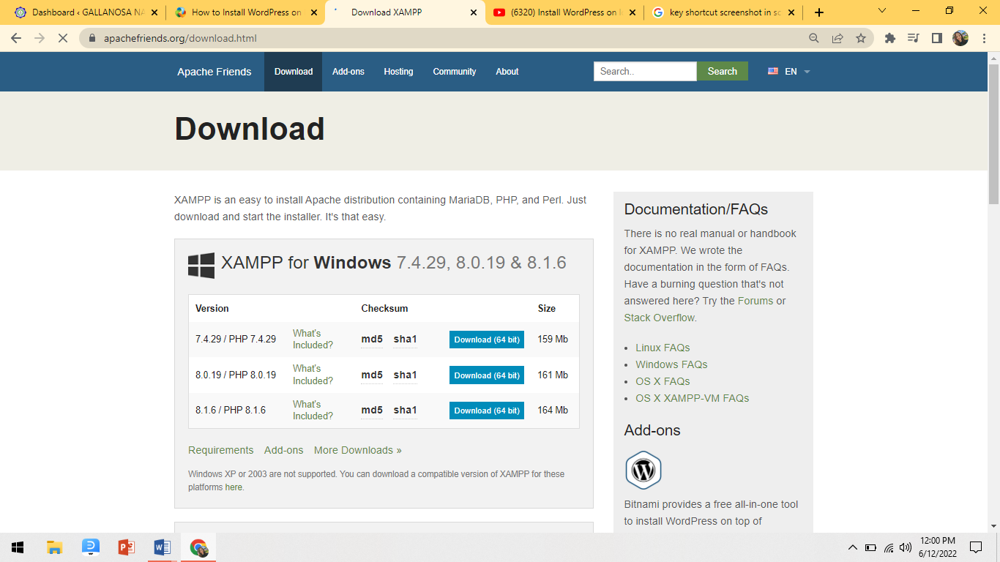 Dashboard ‹ GALLANOSA NA
How to Install WordPress on
Download XAMPP
(6320) Install WordPress on
key shortcut screenshot in
apachefriends.org/download.html
Apache Friends
Download
Add-ons
Hosting
Community
About
Search..
Search
EN
Download
XAMPP is an easy to install Apache distribution containing MariaDB, PHP, and Perl. Just
download and start the installer. It's that easy.
XAMPP for Windows 7.4.29, 8.0.19 & 8.1.6
Version Checksum Size
7.4.29 / PHP 7.4.29 What's Included? md5 sha1 Download (64 bit) 159 Mb
8.0.19 / PHP 8.0.19 What's Included? md5 sha1 Download (64 bit) 161 Mb
8.1.6 / PHP 8.1.6 What's Included? md5 sha1 Download (64 bit) 164 Mb
Requirements Add-ons More Downloads »
Windows XP or 2003 are not supported. You can download a compatible version of XAMPP for these
platforms here.
Documentation/FAQs
There is no real manual or handbook
for XAMPP. We wrote the
documentation in the form of FAQs.
Have a burning question that's not
answered here? Try the Forums or
Stack Overflow.
• Linux FAQs
• Windows FAQs
• OS X FAQs
• OS X XAMPP-VM FAQs
Add-ons
Bitnami provides a free all-in-one tool
to install WordPress on top of
12:00 PM
6/12/2022